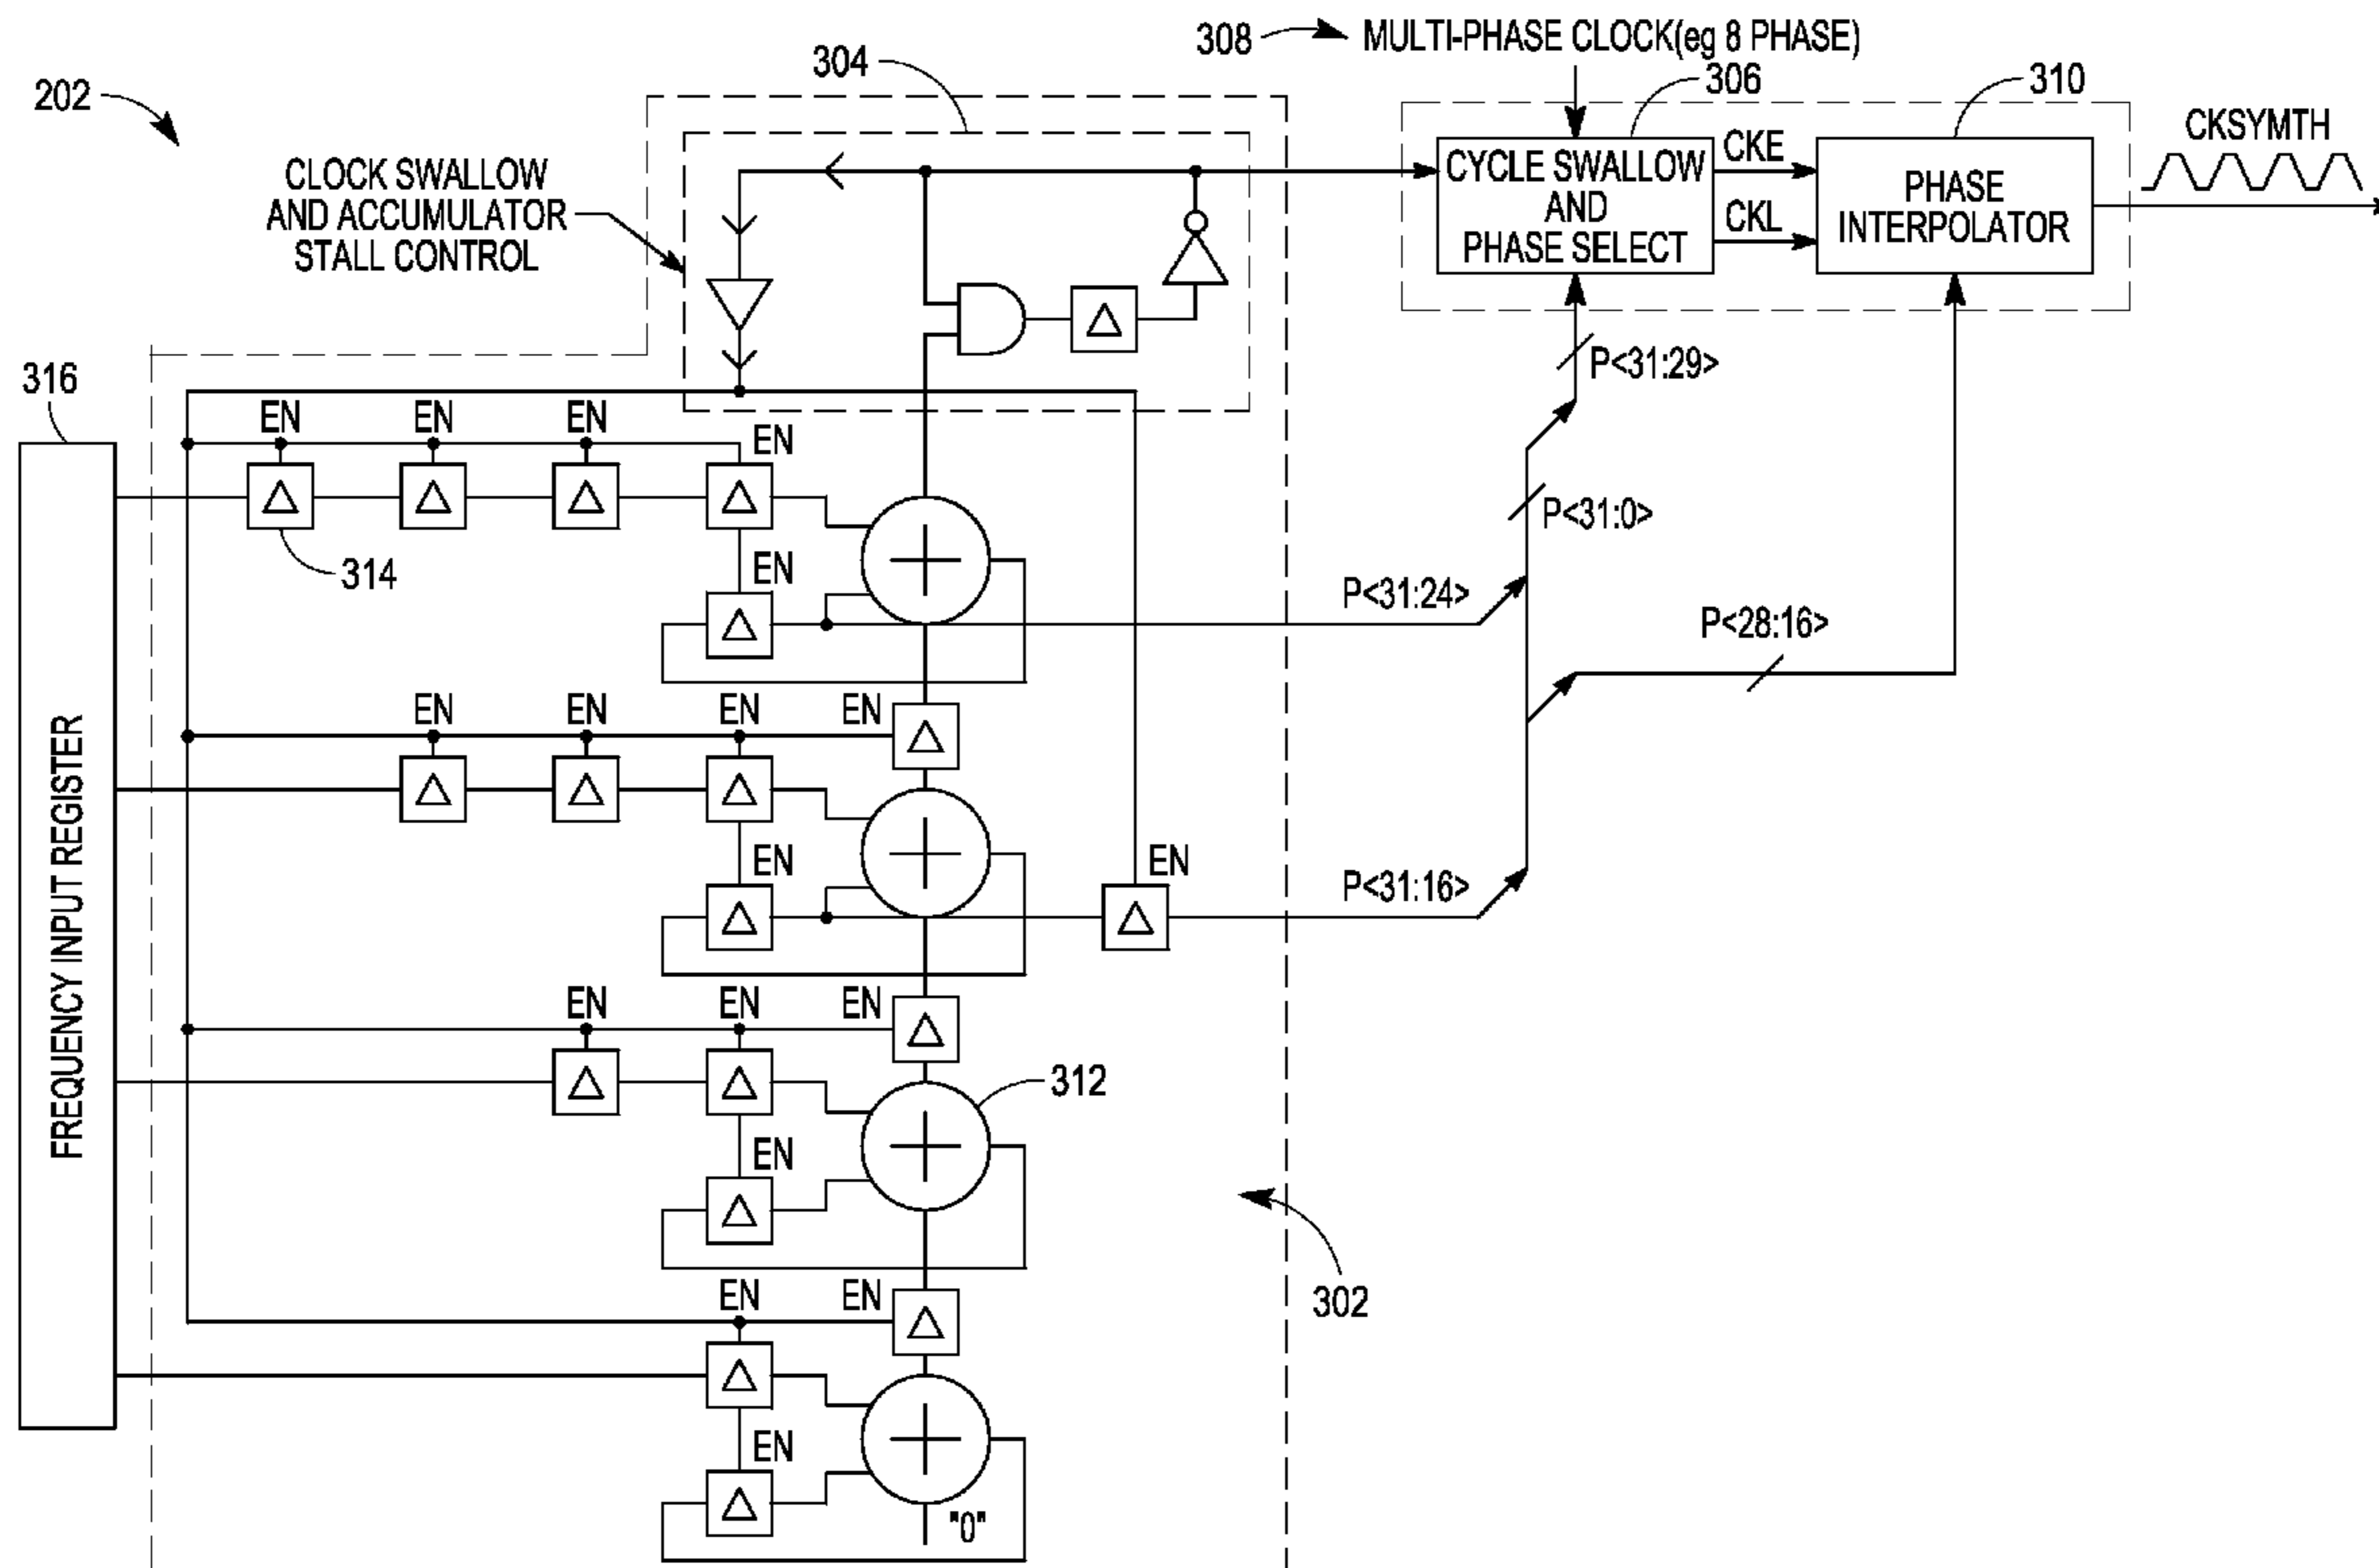 308
MULTI-PHASE CLOCK(eg 8 PHASE)
304
306
310
202
CKSYMTH
CLOCK SWALLOW
AND ACCUMULATOR
STALL CONTROL
CYCLE SWALLOW
AND
PHASE SELECT
CKE
CKL
PHASE
INTERPOLATOR
P<31:29>
316
EN
EN
EN
EN
P<31:0>
314
EN
P<31:24>
P<28:16>
EN
EN
EN
EN
FREQUENCY INPUT REGISTER
EN
EN
P<31:16>
EN
EN
EN
312
EN
302
EN
EN
EN
"0"